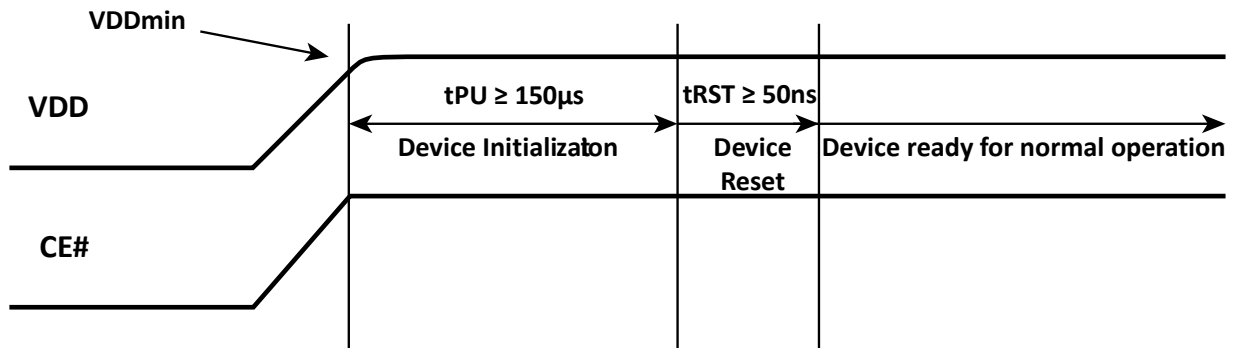 VDDmin
VDD
tPU ≥ 150μs
tRST ≥ 50ns
Device Initializaton
Device
Reset
Device ready for normal operation
CE#